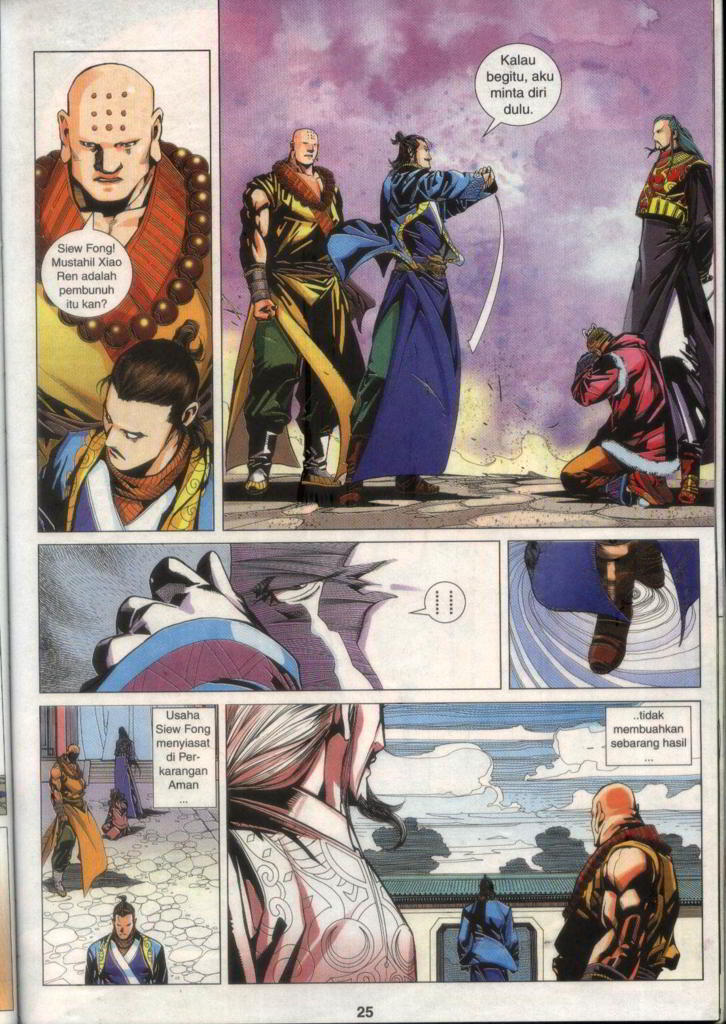 Siew Fong!
Mustahil Xiao
Ren adalah
pembunuh
itu kan?
Kalau
begitu, aku
minta diri
dulu.
Usaha
Siew Fong
menyiasat
di Per-
karangan
Aman
...
..tidak
membuahkan
sebarang hasil
...
25